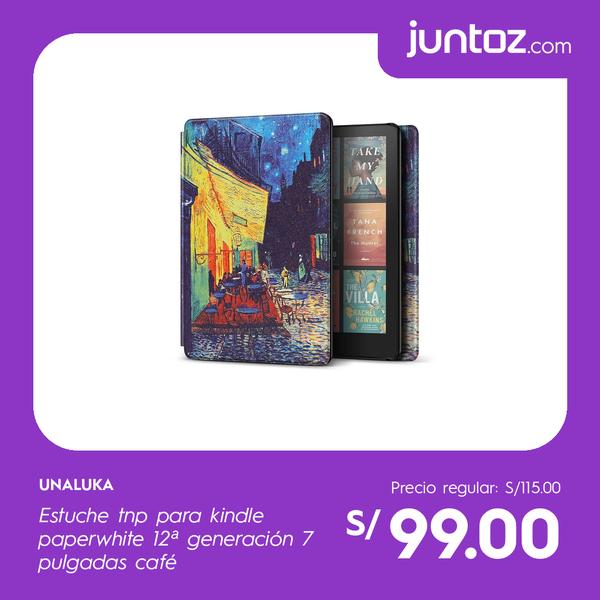 juntoz.com
TAKE
MY
HAND
TANA
FRENCH
The Hunter
THE
VILLA
RACHEL
HAWKINS
UNALUKA
Estuche tnp para kindle
paperwhite 12ª generación 7
pulgadas café
Precio regular: S/115.00
S/99.00